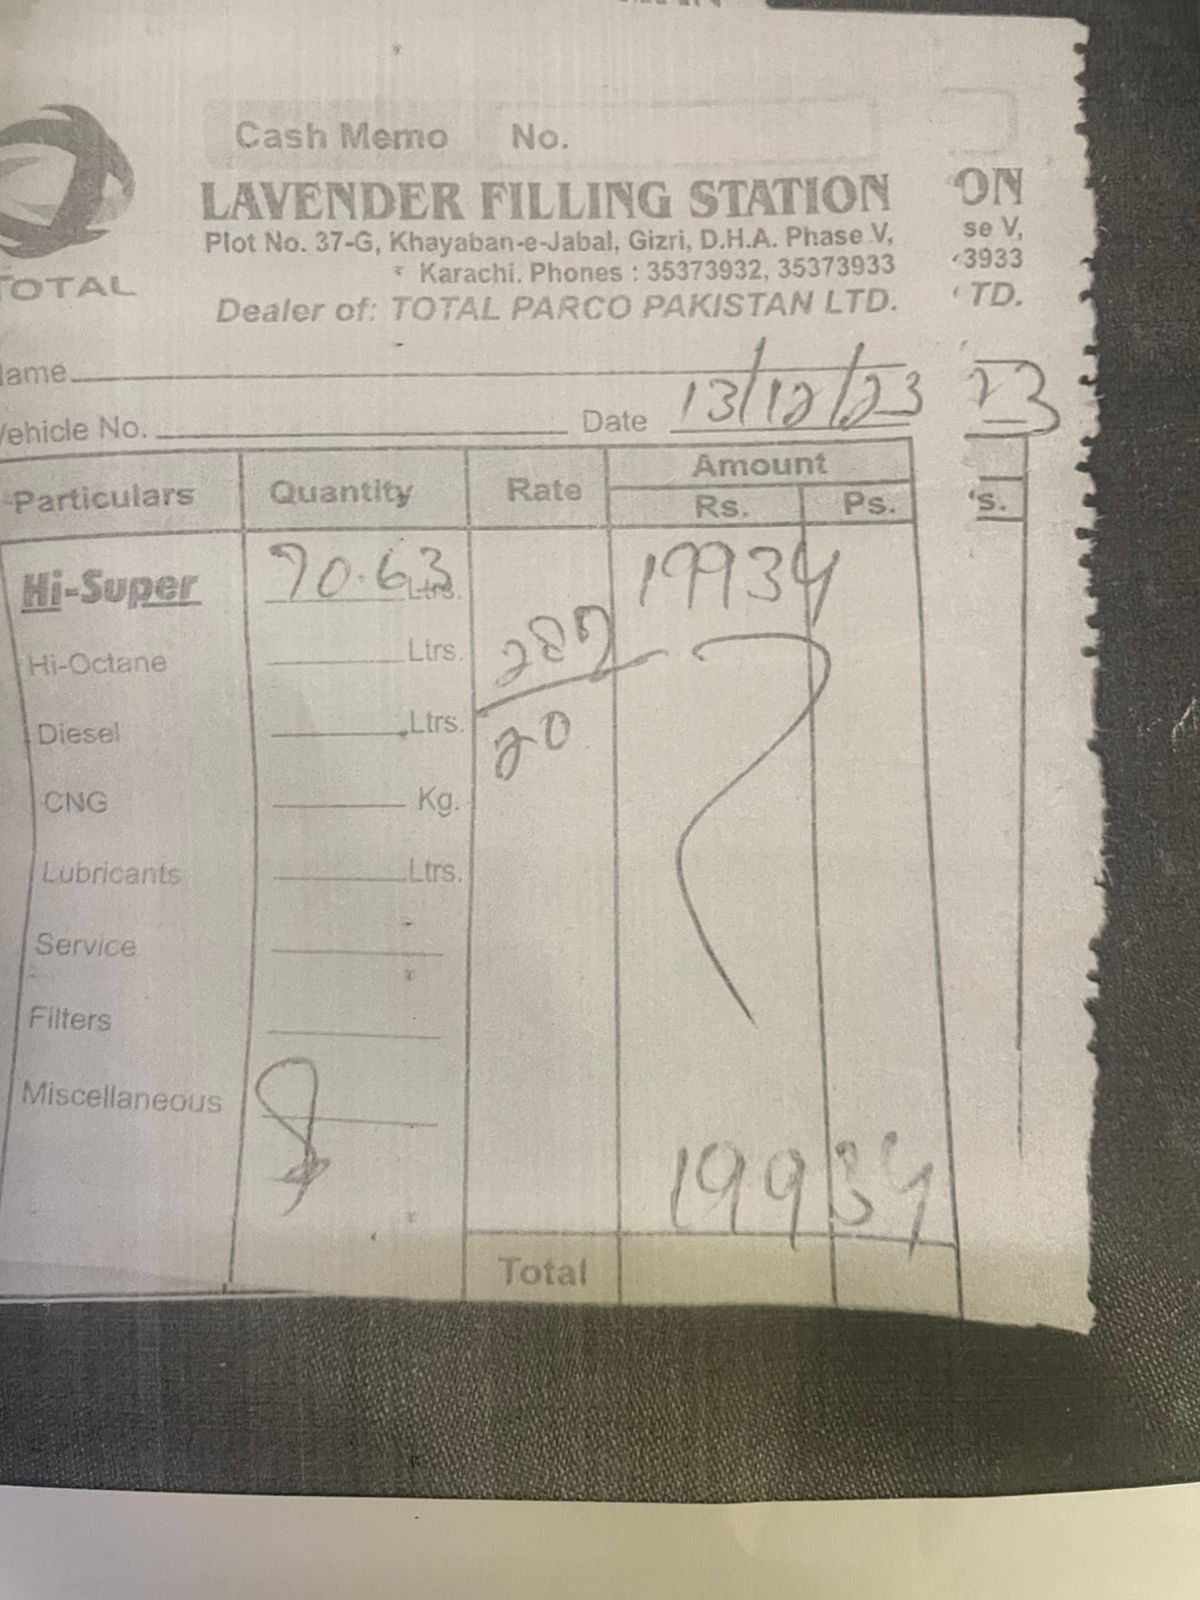 Cash Memo No.
LAVENDER FILLING STATION ON
Plot No. 37-G, Khayaban-e-Jabal, Gizri, D.H.A. Phase V, se V,
Karachi. Phones : 35373932, 35373933 3933
TOTAL
Dealer of: TOTAL PARCO PAKISTAN LTD. TD.
ame
Vehicle No. Date 13/12/23 23
Particulars Quantity Rate Amount
Rs. Ps. s.
Hi-Super 70.63 Ltrs. 19934
Hi-Octane Ltrs. 282
Diesel Ltrs. 20
CNG Kg.
Lubricants Ltrs.
Service
Filters
Miscellaneous
19934
Total